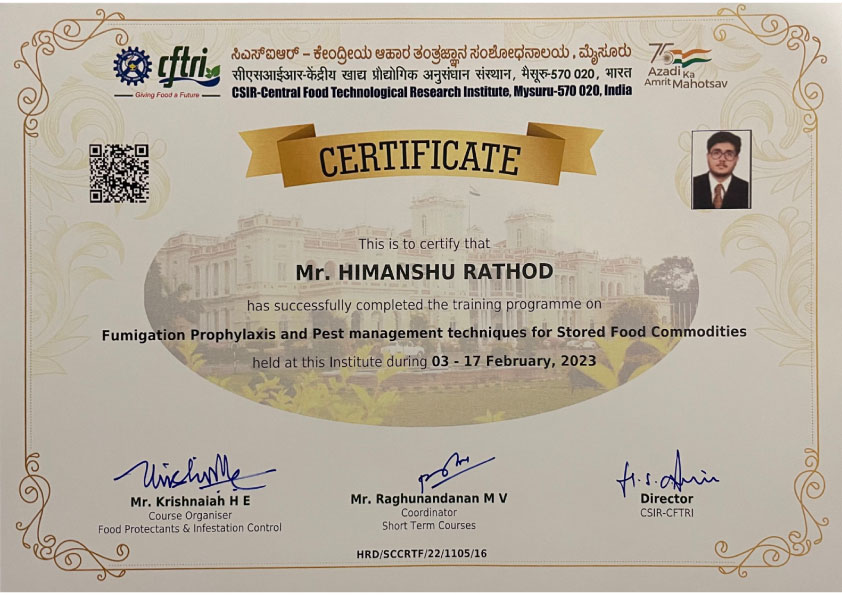 cftri
Giving Food a Future
ಸಿಎಸ್ಐಆರ್ – ಕೇಂದ್ರೀಯ ಆಹಾರ ತಂತ್ರಜ್ಞಾನ ಸಂಶೋಧನಾಲಯ, ಮೈಸೂರು
सीएसआईआर-केंद्रीय खाद्य प्रौद्योगिक अनुसंधान संस्थान, मैसूरु-570 020, भारत
CSIR-Central Food Technological Research Institute, Mysuru-570 020, India
75
Azadi Ka
Amrit Mahotsav
CERTIFICATE
This is to certify that
Mr. HIMANSHU RATHOD
has successfully completed the training programme on
Fumigation Prophylaxis and Pest management techniques for Stored Food Commodities
held at this Institute during 03 - 17 February, 2023
Mr. Krishnaiah H E
Course Organiser
Food Protectants & Infestation Control
Mr. Raghunandanan M V
Coordinator
Short Term Courses
Director
CSIR-CFTRI
HRD/SCCRTF/22/1105/16